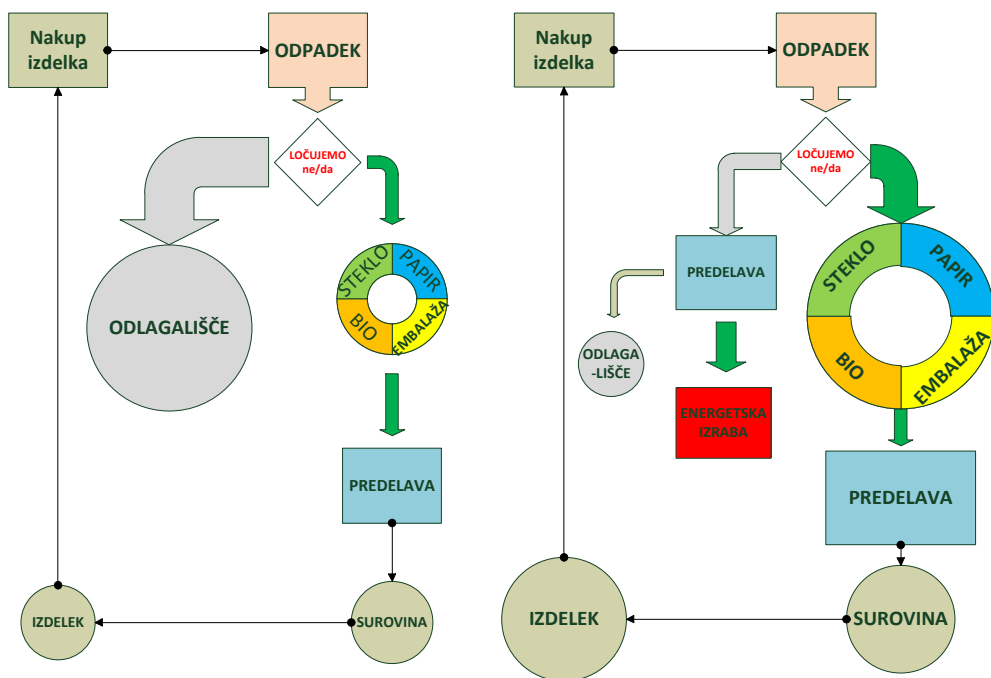 Nakup
izdelka
ODPADEK
LOČUJEMO
ne/da
ODLAGALIŠČE
STEKLO
PAPIR
BIO
EMBALAŽA
PREDELAVA
IZDELEK
SUROVINA
Nakup
izdelka
ODPADEK
LOČUJEMO
ne/da
PREDELAVA
ODLAGA
-LIŠČE
ENERGETSKA
IZRABA
STEKLO
PAPIR
BIO
EMBALAŽA
PREDELAVA
IZDELEK
SUROVINA